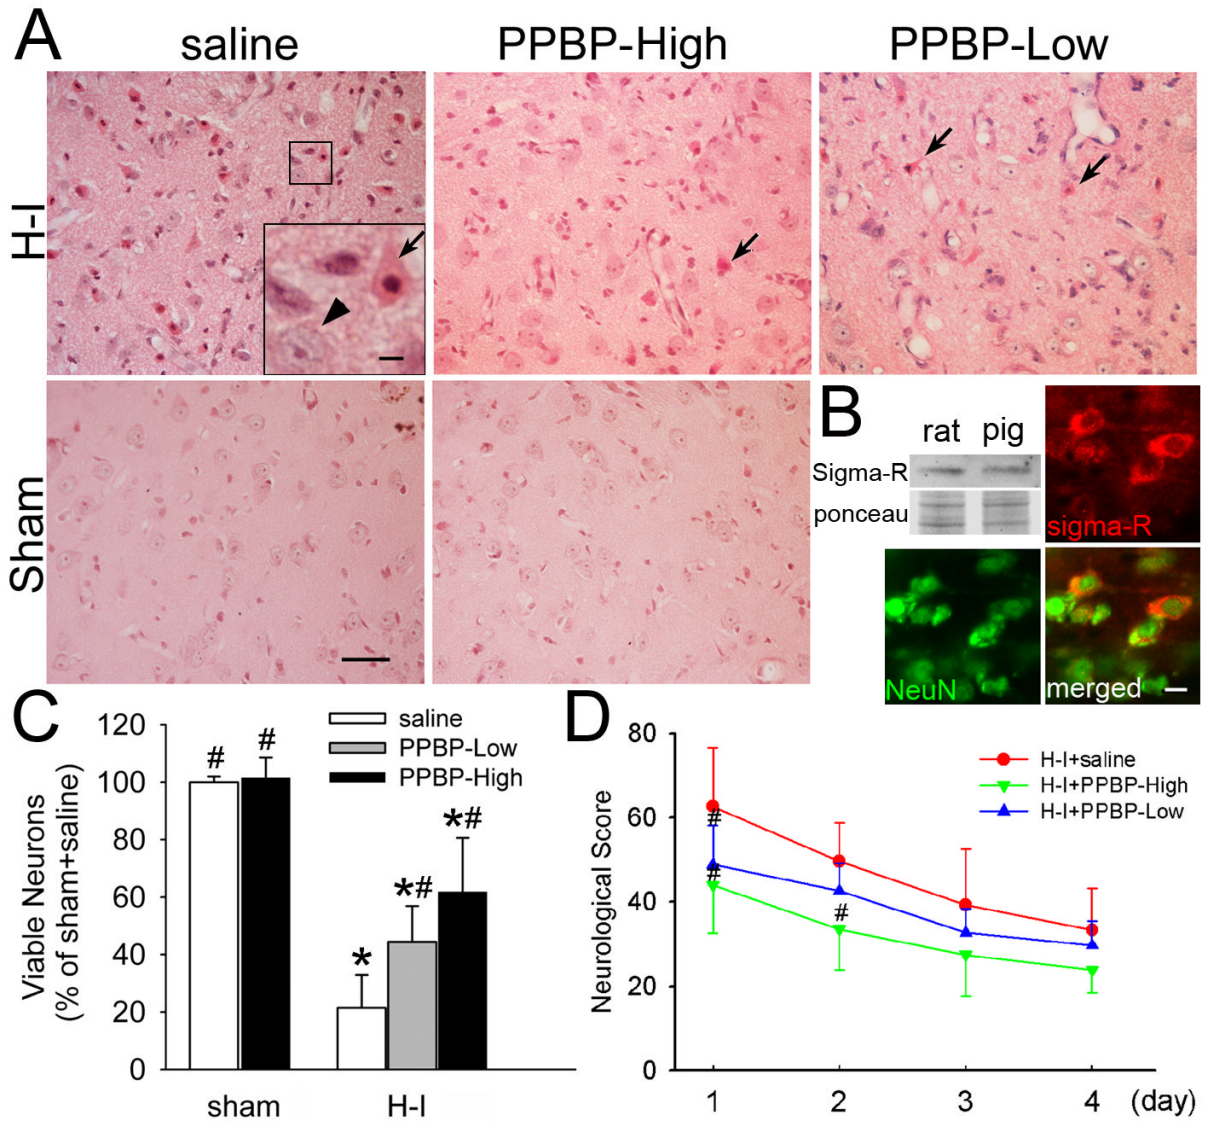 A
saline
PPBP-High
PPBP-Low
H-I
Sham
B
rat pig
Sigma-R
ponceau
sigma-R
NeuN
merged
C
Viable Neurons
(% of sham+saline)
120
100
80
60
40
20
0
saline
PPBP-Low
PPBP-High
#
#
*
*#
*#
sham
H-I
D
Neurological Score
80
60
40
20
0
H-I+saline
H-I+PPBP-High
H-I+PPBP-Low
#
#
#
1 2 3 4 (day)